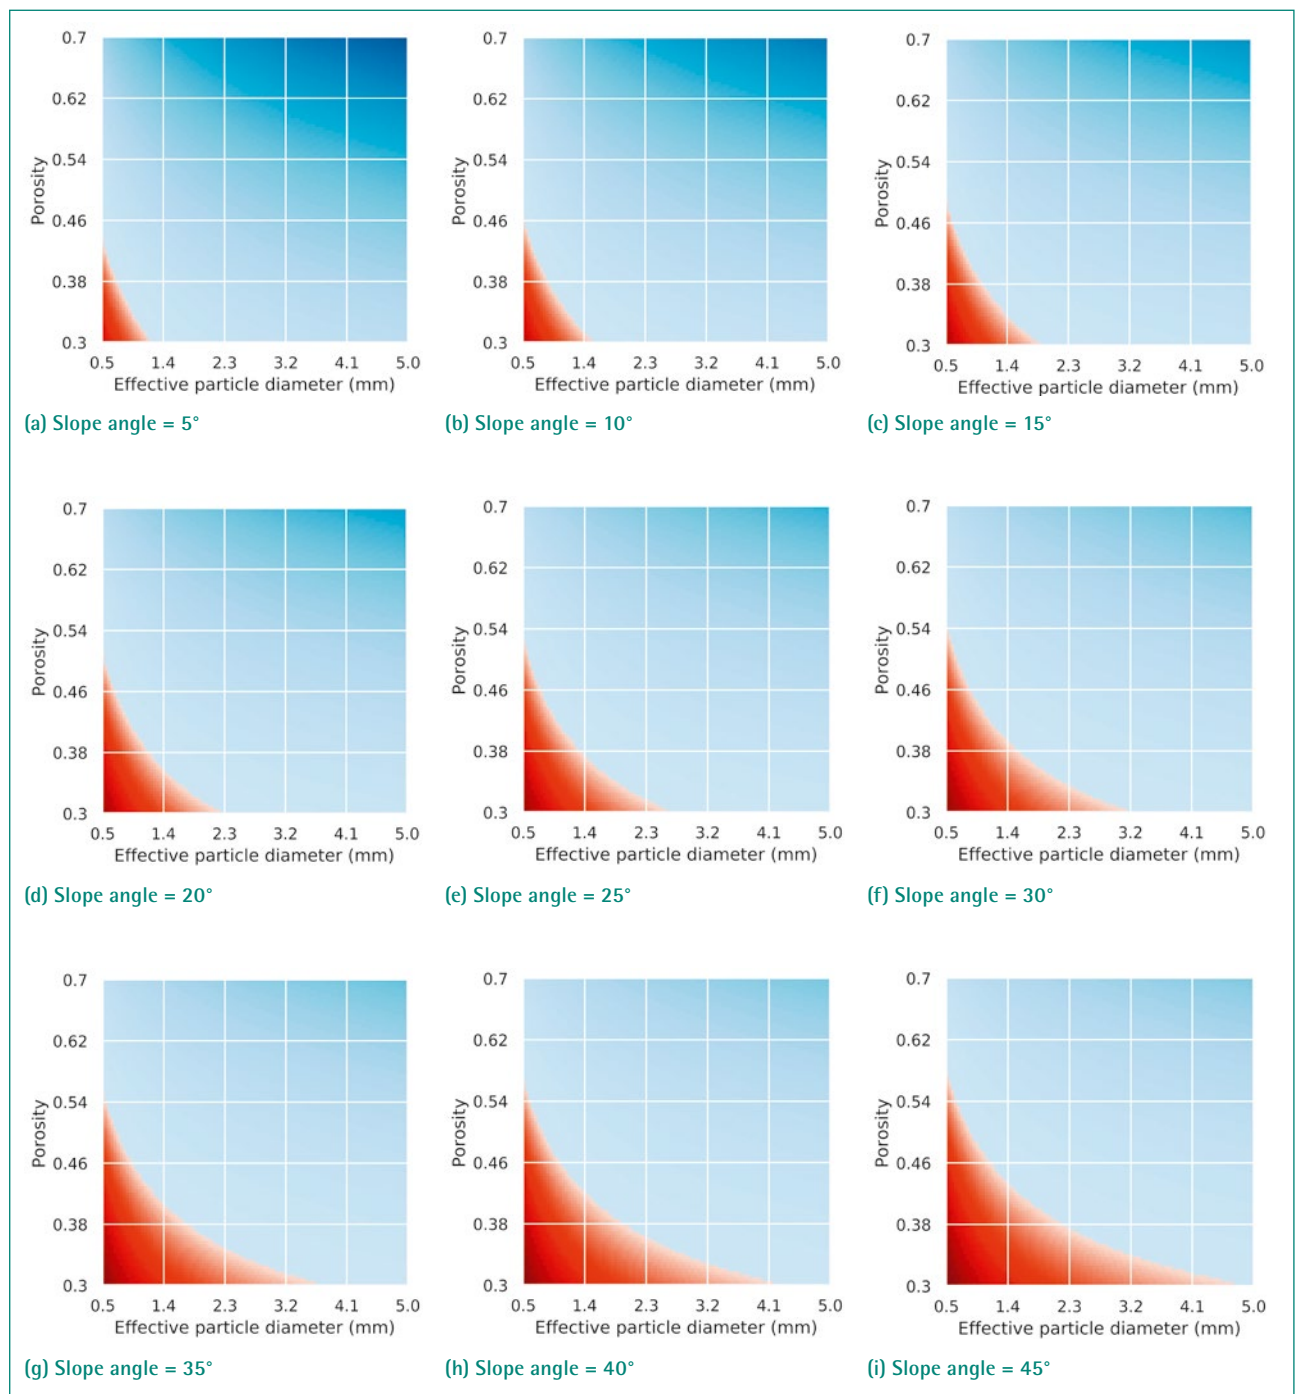 0.7 0.7 0.7
0.62 0.62 0.62
0.54 0.54 0.54
Porosity Porosity Porosity
0.46 0.46 0.46
0.38 0.38 0.38
0.3 0.3 0.3
0.5 1.4 2.3 3.2 4.1 5.0 0.5 1.4 2.3 3.2 4.1 5.0 0.5 1.4 2.3 3.2 4.1 5.0
Effective particle diameter (mm) Effective particle diameter (mm) Effective particle diameter (mm)
(a) Slope angle = 5° (b) Slope angle = 10° (c) Slope angle = 15°
0.7 0.7 0.7
0.62 0.62 0.62
0.54 0.54 0.54
Porosity Porosity Porosity
0.46 0.46 0.46
0.38 0.38 0.38
0.3 0.3 0.3
0.5 1.4 2.3 3.2 4.1 5.0 0.5 1.4 2.3 3.2 4.1 5.0 0.5 1.4 2.3 3.2 4.1 5.0
Effective particle diameter (mm) Effective particle diameter (mm) Effective particle diameter (mm)
(d) Slope angle = 20° (e) Slope angle = 25° (f) Slope angle = 30°
0.7 0.7 0.7
0.62 0.62 0.62
0.54 0.54 0.54
Porosity Porosity Porosity
0.46 0.46 0.46
0.38 0.38 0.38
0.3 0.3 0.3
0.5 1.4 2.3 3.2 4.1 5.0 0.5 1.4 2.3 3.2 4.1 5.0 0.5 1.4 2.3 3.2 4.1 5.0
Effective particle diameter (mm) Effective particle diameter (mm) Effective particle diameter (mm)
(g) Slope angle = 35° (h) Slope angle = 40° (i) Slope angle = 45°